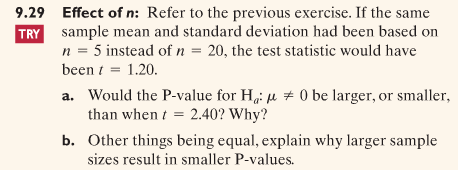 9.29 Effect of n: Refer to the previous exercise. If the same
TRY sample mean and standard deviation had been based on
n = 5 instead of n = 20, the test statistic would have
been t = 1.20.
a. Would the P-value for Hₐ: μ ≠ 0 be larger, or smaller,
than when t = 2.40? Why?
b. Other things being equal, explain why larger sample
sizes result in smaller P-values.